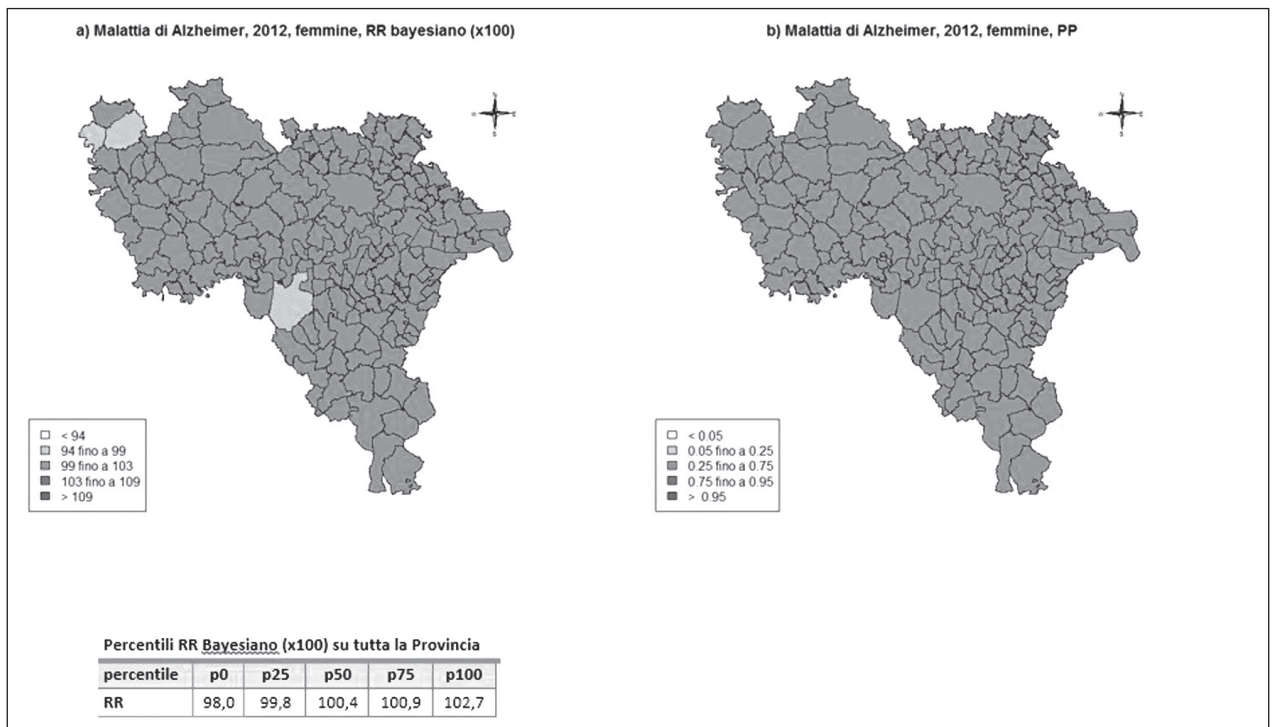 a) Malattia di Alzheimer, 2012, femmine, RR bayesiano (x100)
N
W
E
S
< 94
94 fino a 99
99 fino a 103
103 fino a 109
> 109
b) Malattia di Alzheimer, 2012, femmine, PP
N
W
E
S
< 0.05
0.05 fino a 0.25
0.25 fino a 0.75
0.75 fino a 0.95
> 0.95
Percentili RR Bayesiano (x100) su tutta la Provincia
percentile p0 p25 p50 p75 p100
RR 98,0 99,8 100,4 100,9 102,7